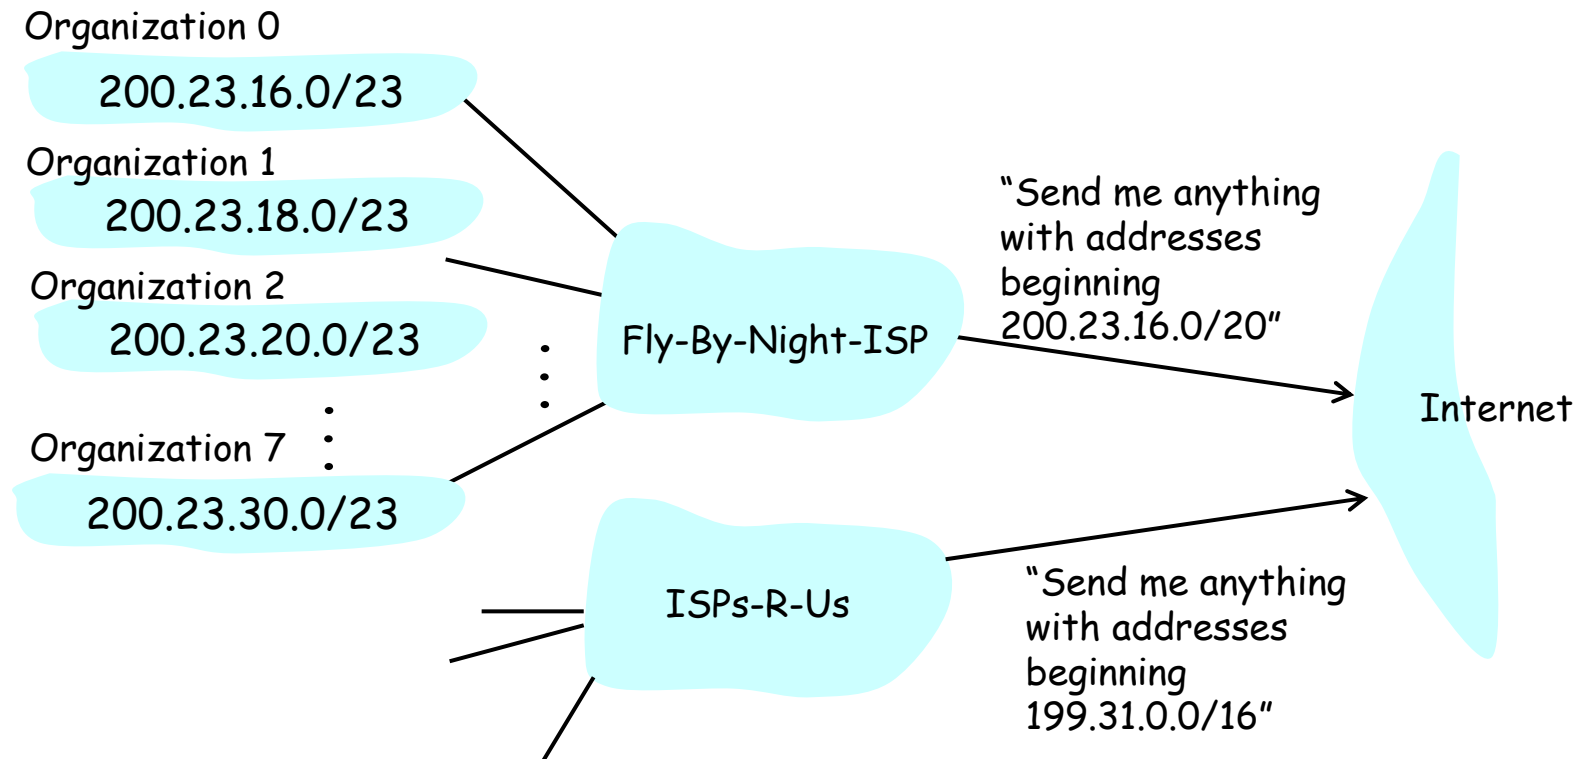 Organization 0
200.23.16.0/23
Organization 1
200.23.18.0/23
Organization 2
200.23.20.0/23
Organization 7
200.23.30.0/23
Fly-By-Night-ISP
“Send me anything
with addresses
beginning
200.23.16.0/20”
Internet
ISPs-R-Us
“Send me anything
with addresses
beginning
199.31.0.0/16”